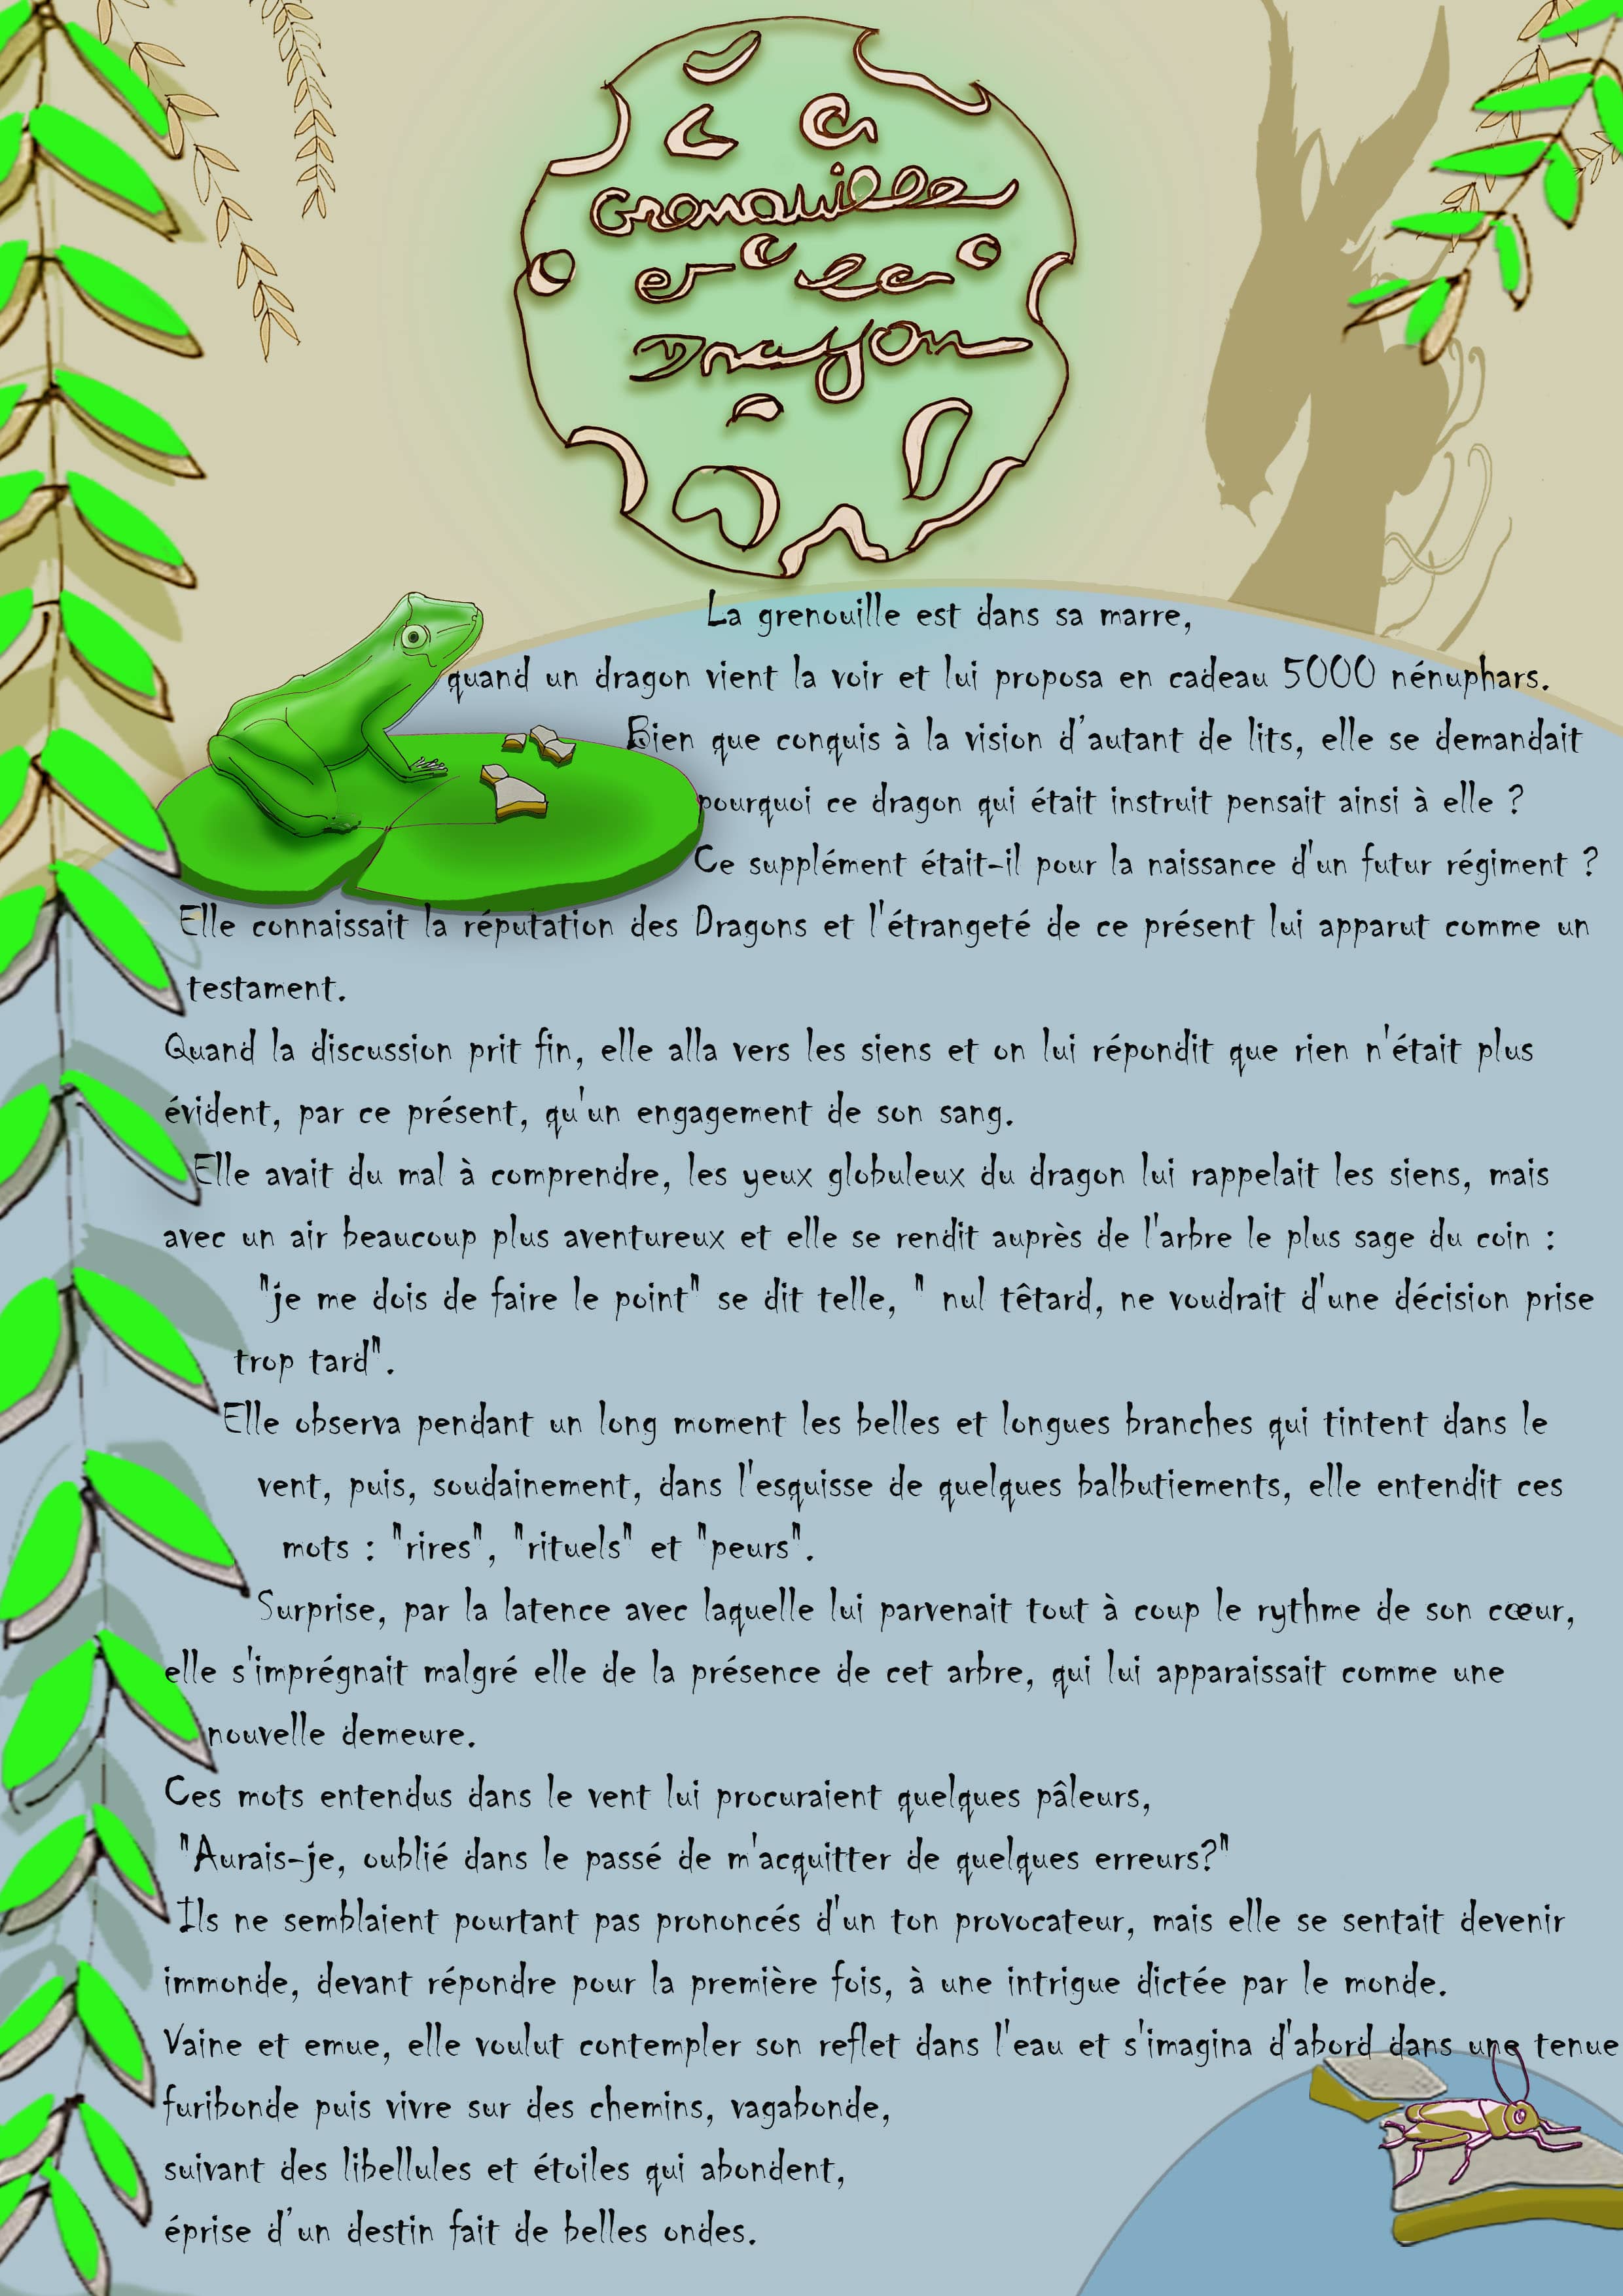 La
Grenouille
et le
Dragon
La grenouille est dans sa marre,
quand un dragon vient la voir et lui proposa en cadeau 5000 nénuphars.
Bien que conquis à la vision d'autant de lits, elle se demandait
pourquoi ce dragon qui était instruit pensait ainsi à elle ?
Ce supplément était-il pour la naissance d'un futur régiment ?
Elle connaissait la réputation des Dragons et l'étrangeté de ce présent lui apparut comme un
testament.
Quand la discussion prit fin, elle alla vers les siens et on lui répondit que rien n'était plus
évident, par ce présent, qu'un engagement de son sang.
Elle avait du mal à comprendre, les yeux globuleux du dragon lui rappelait les siens, mais
avec un air beaucoup plus aventureux et elle se rendit auprès de l'arbre le plus sage du coin :
"je me dois de faire le point" se dit telle, " nul têtard, ne voudrait d'une décision prise
trop tard".
Elle observa pendant un long moment les belles et longues branches qui tintent dans le
vent, puis, soudainement, dans l'esquisse de quelques balbutiements, elle entendit ces
mots : "rires", "rituels" et "peurs".
Surprise, par la latence avec laquelle lui parvenait tout à coup le rythme de son cœur,
elle s'imprégnait malgré elle de la présence de cet arbre, qui lui apparaissait comme une
nouvelle demeure.
Ces mots entendus dans le vent lui procuraient quelques pâleurs,
"Aurais-je, oublié dans le passé de m'acquitter de quelques erreurs?"
Ils ne semblaient pourtant pas prononcés d'un ton provocateur, mais elle se sentait devenir
immonde, devant répondre pour la première fois, à une intrigue dictée par le monde.
Vaine et emue, elle voulut contempler son reflet dans l'eau et s'imagina d'abord dans une tenue
furibonde puis vivre sur des chemins, vagabonde,
suivant des libellules et étoiles qui abondent,
éprise d'un destin fait de belles ondes.